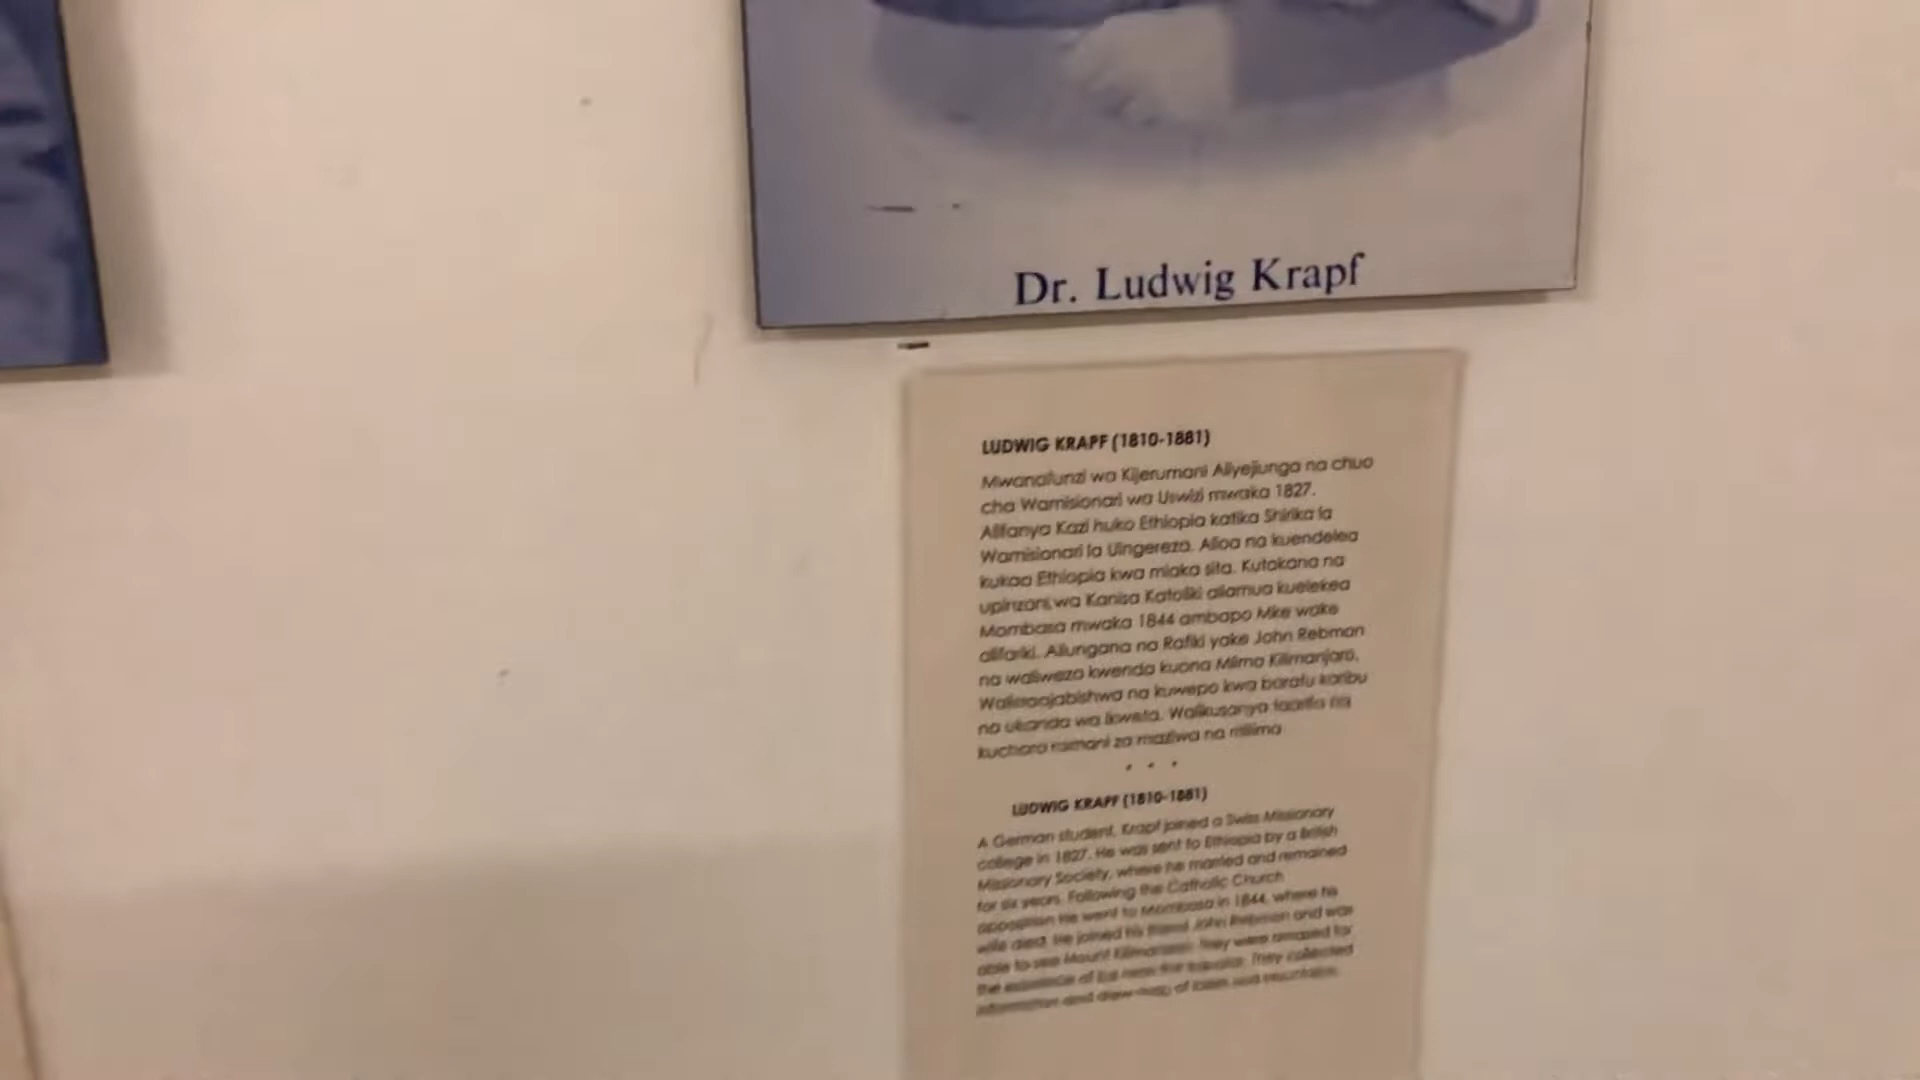 Dr. Ludwig Krapf
LUDWIG KRAPF (1810-1881)
Mwanafunzi wa Kijerumani Aliyejiunga na chuo
cha Wamisionari wa Uswizi mwaka 1827.
Alifanya Kazi huko Ethiopia katika Shirika la
Wamisionari la Uingereza. Alioa na kuendelea
kukaa Ethiopia kwa miaka sita. Kutokana na
upinzani wa Kanisa Katoliki aliamua kuelekea
Mombasa mwaka 1844 ambapo Mke wake
alifariki. Aliungana na Rafiki yake John Rebman
na waliweza kwenda kuona Mlima Kilimanjaro.
Walistaajabishwa na kuwepo kwa barafu karibu
na ukanda wa Ikweta. Walikusanya taarifa na
kuchora ramani za maziwa na milima
• • •
LUDWIG KRAPF (1810-1881)
A German student, Krapf joined a Swiss Missionary
college in 1827. He was sent to Ethiopia by a british
Missionary Society, where he married and remained
for six years. Following the Catholic Church
opposition He went to Mombasa in 1844, where his
wife died. He joined his friend John Rebman and was
able to see Mount Kilimanjaro. They were amazed for
the existence of ice near the equator. They collected
information and draw map of lakes and mountains.